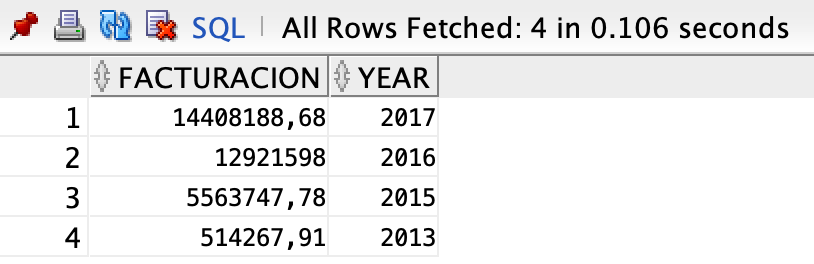 SQL | All Rows Fetched: 4 in 0.106 seconds
FACTURACION YEAR
1 14408188,68 2017
2 12921598 2016
3 5563747,78 2015
4 514267,91 2013